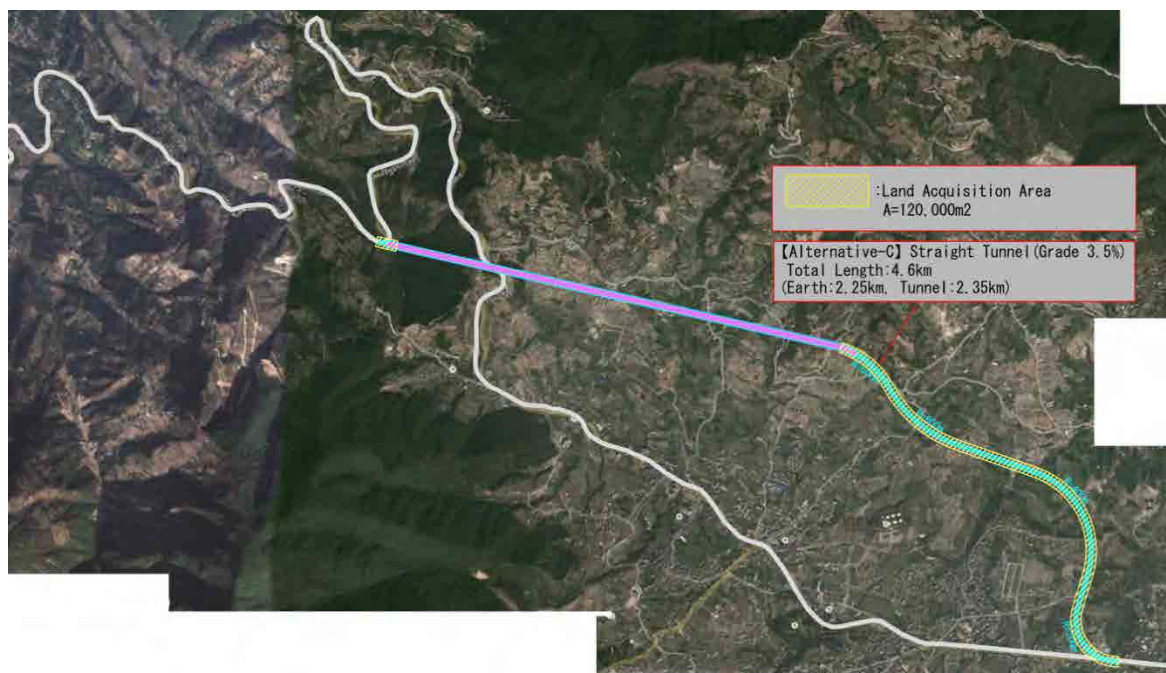 :Land Acquisition Area
A=120,000m2
【Alternative-C】 Straight Tunnel(Grade 3.5%)
Total Length:4.6km
(Earth:2.25km, Tunnel:2.35km)